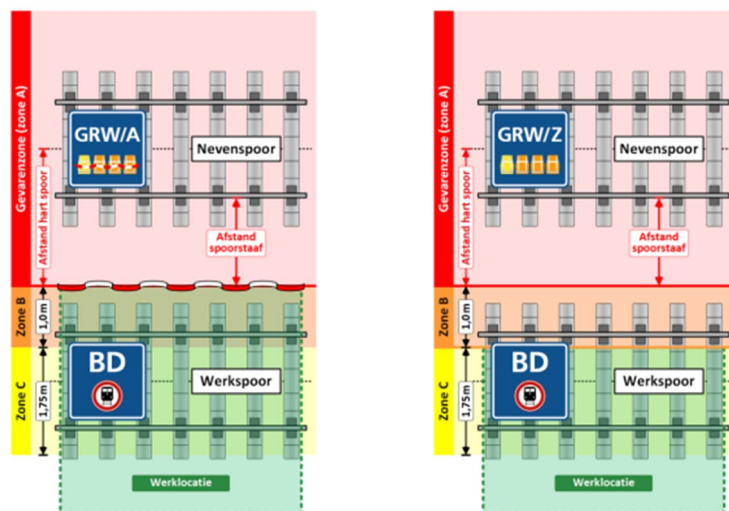 Gevarenzone (zone A)
Afstand hart spoor
GRW/A
Nevenspoor
Afstand
spoorstaaf
Zone B
1,0m
Zone C
1,75m
BD
Werkspoor
Werklocatie
Gevarenzone (zone A)
Afstand hart spoor
GRW/Z
Nevenspoor
Afstand
spoorstaaf
Zone B
1,0m
Zone C
1,75m
BD
Werkspoor
Werklocatie